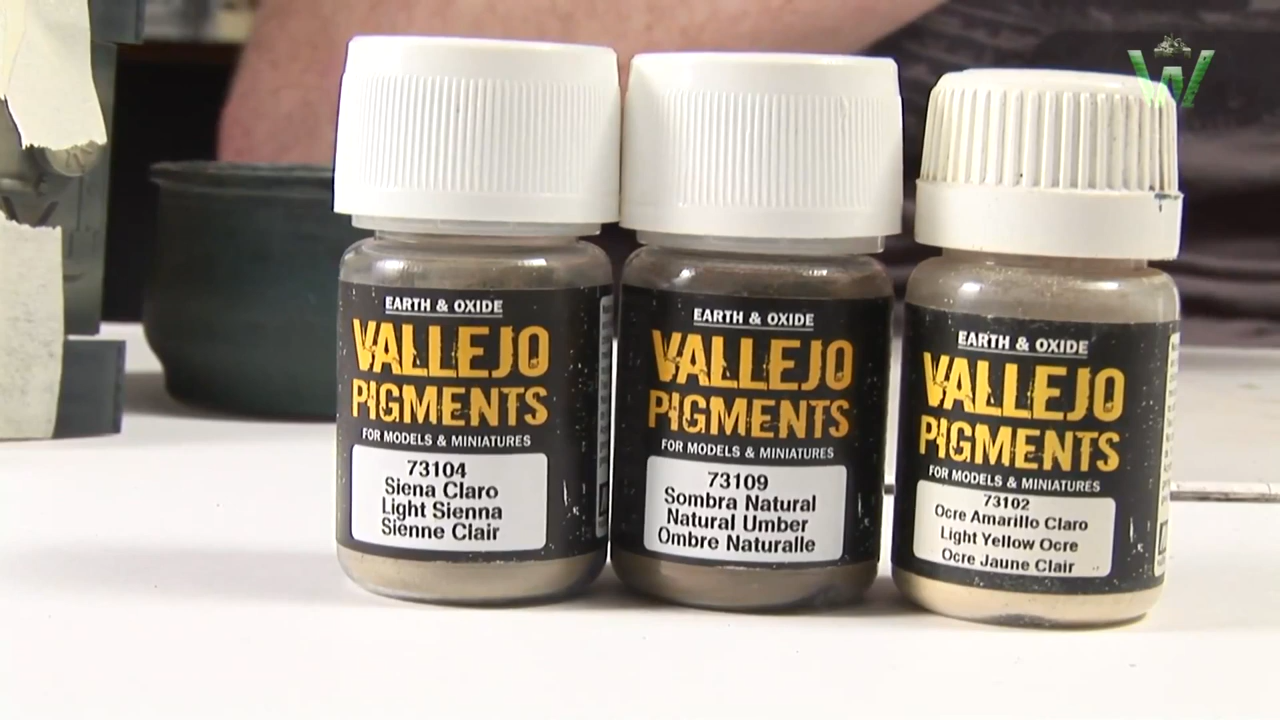 EARTH & OXIDE
VALLEJO
PIGMENTS
FOR MODELS & MINIATURES
73104
Siena Claro
Light Sienna
Sienne Clair
EARTH & OXIDE
VALLEJO
PIGMENTS
FOR MODELS & MINIATURES
73109
Sombra Natural
Natural Umber
Ombre Naturalle
EARTH & OXIDE
VALLEJO
PIGMENTS
FOR MODELS & MINIATURES
73102
Ocre Amarillo Claro
Light Yellow Ocre
Ocre Jaune Clair
W